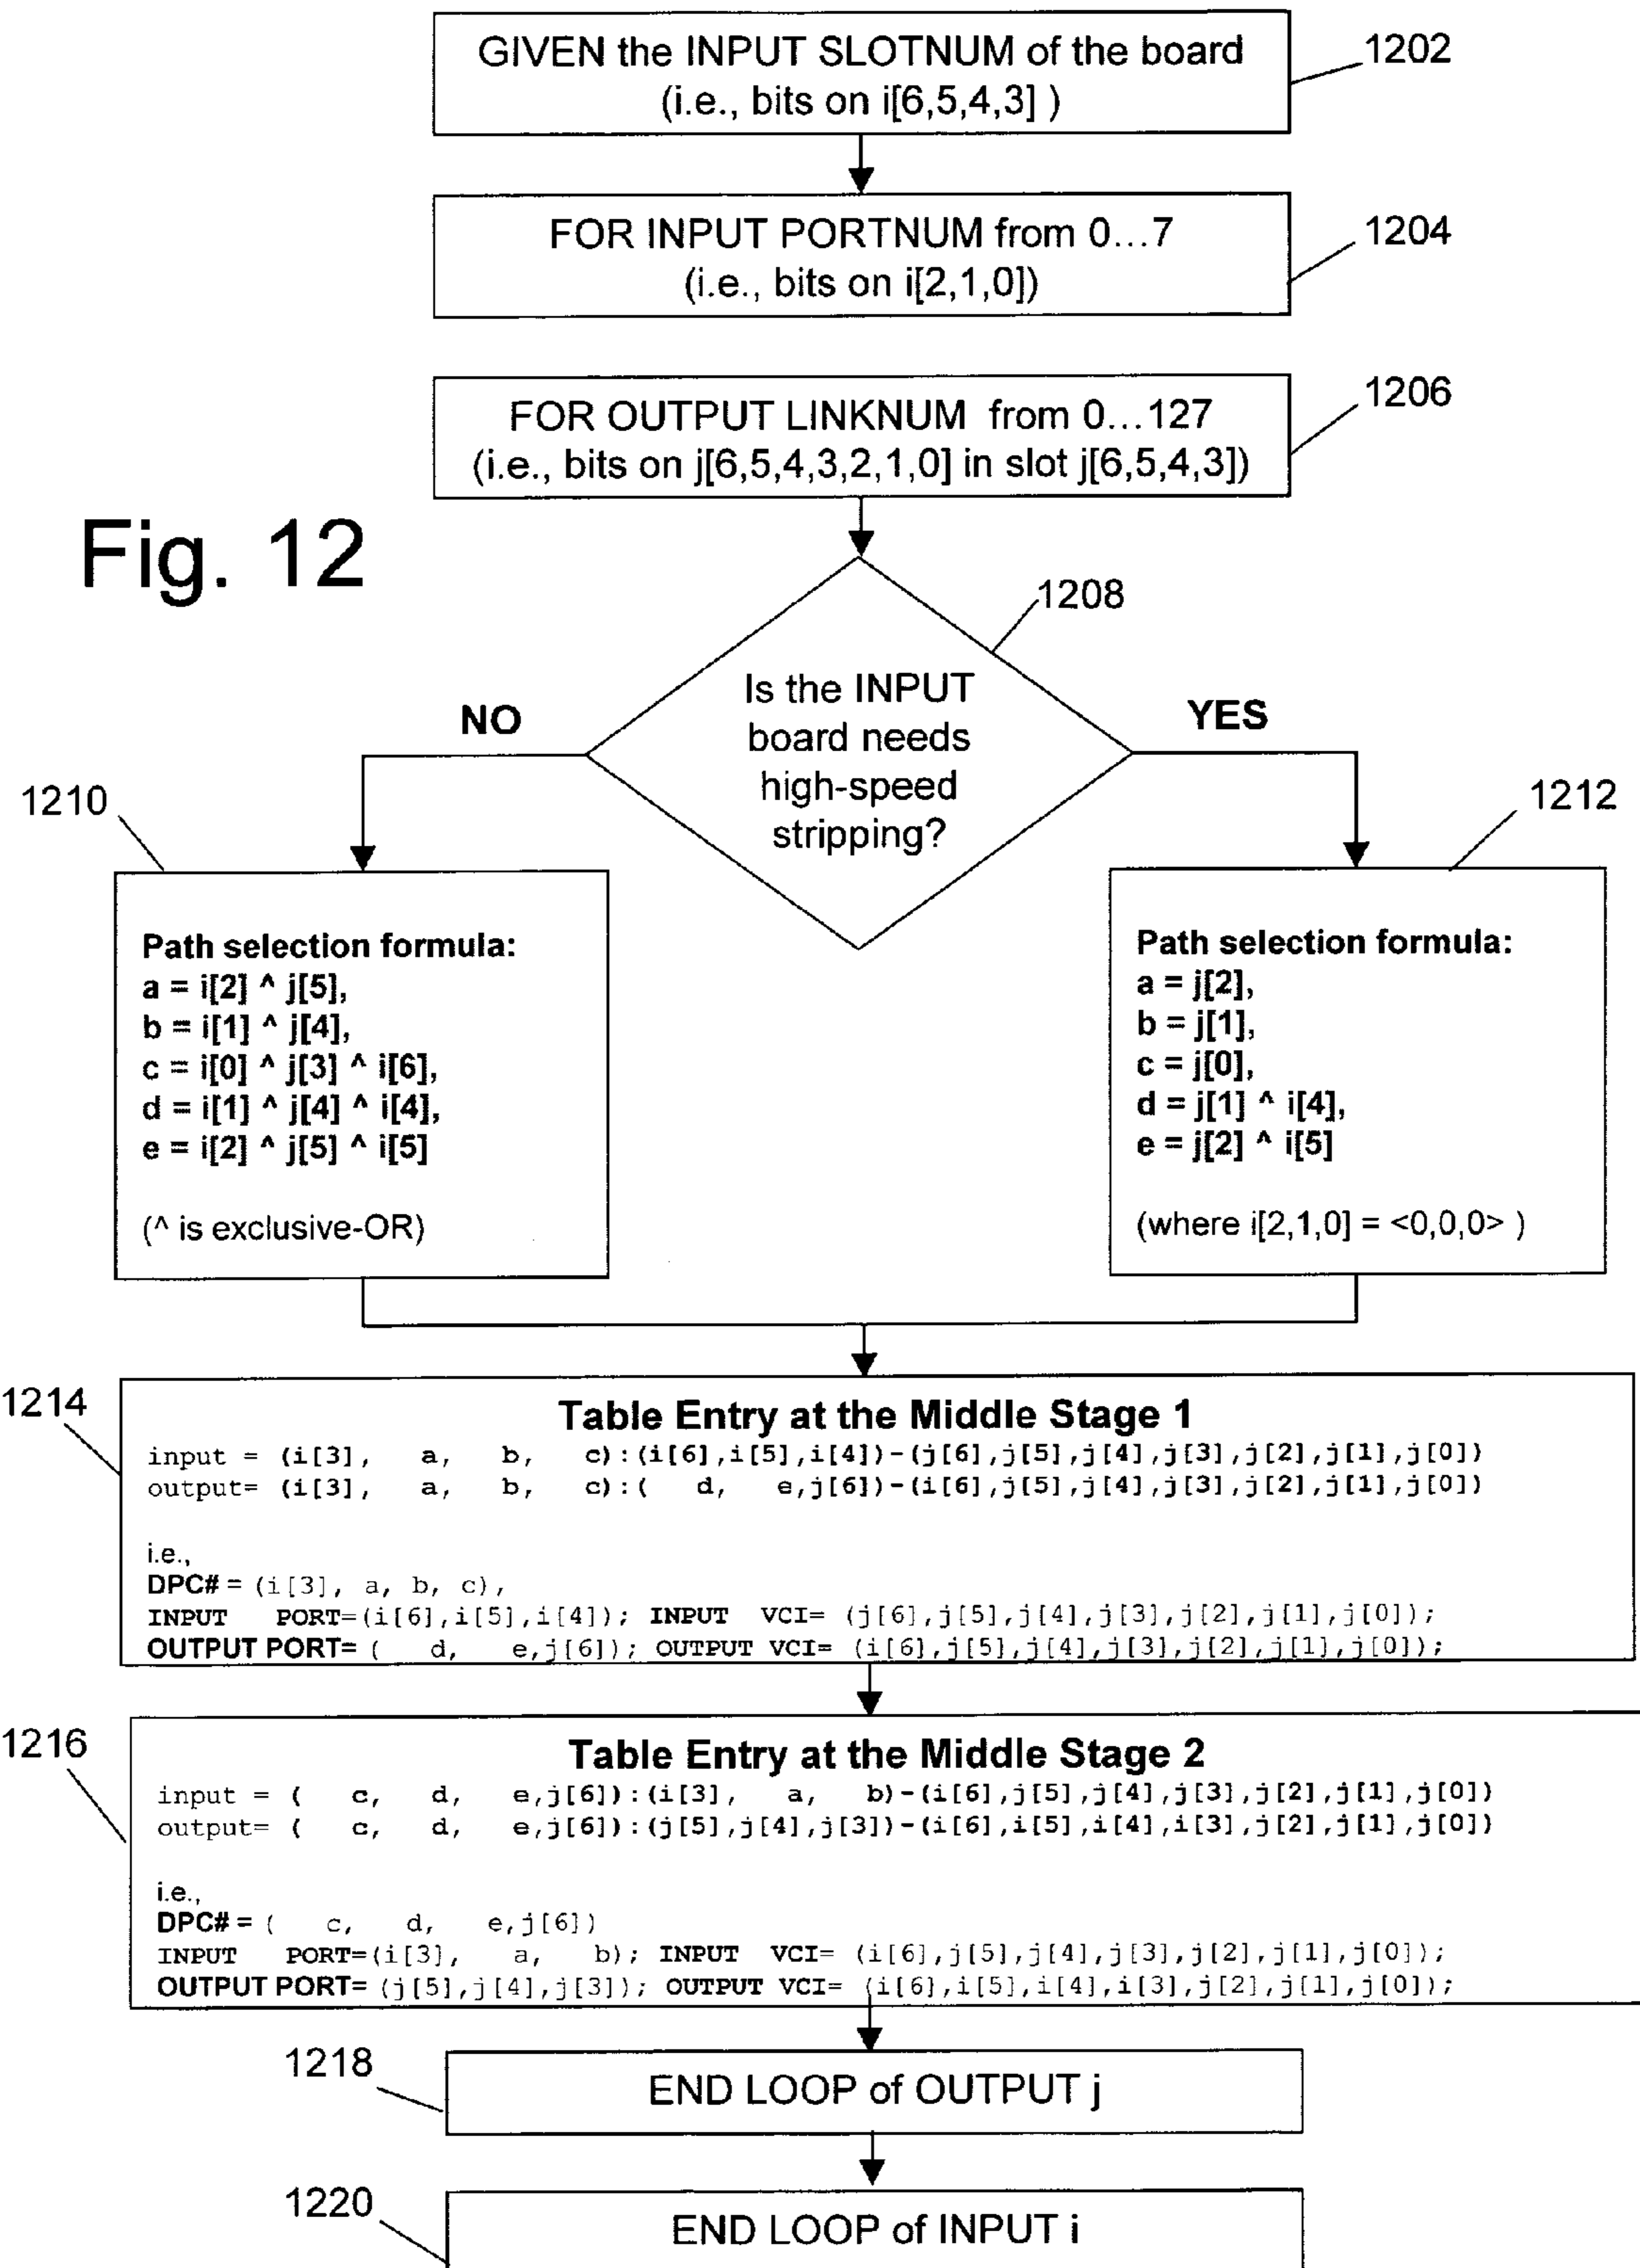 GIVEN the INPUT SLOTNUM of the board
(i.e., bits on i[6,5,4,3] )
1202
FOR INPUT PORTNUM from 0...7
(i.e., bits on i[2,1,0])
1204
FOR OUTPUT LINKNUM from 0...127
(i.e., bits on j[6,5,4,3,2,1,0] in slot j[6,5,4,3])
1206
Fig. 12
1208
Is the INPUT
board needs
high-speed
stripping?
NO
YES
1210
1212
Path selection formula:
a = i[2] ^ j[5],
b = i[1] ^ j[4],
c = i[0] ^ j[3] ^ i[6],
d = i[1] ^ j[4] ^ i[4],
e = i[2] ^ j[5] ^ i[5]
(^ is exclusive-OR)
Path selection formula:
a = j[2],
b = j[1],
c = j[0],
d = j[1] ^ i[4],
e = j[2] ^ i[5]
(where i[2,1,0] = <0,0,0> )
1214
Table Entry at the Middle Stage 1
input = (i[3], a, b, c):(i[6],i[5],i[4])-(j[6],j[5],j[4],j[3],j[2],j[1],j[0])
output= (i[3], a, b, c):( d, e,j[6])-(i[6],j[5],j[4],j[3],j[2],j[1],j[0])
i.e.,
DPC# = (i[3], a, b, c),
INPUT PORT=(i[6],i[5],i[4]); INPUT VCI= (j[6],j[5],j[4],j[3],j[2],j[1],j[0]);
OUTPUT PORT= ( d, e,j[6]); OUTPUT VCI= (i[6],j[5],j[4],j[3],j[2],j[1],j[0]);
1216
Table Entry at the Middle Stage 2
input = ( c, d, e,j[6]):(i[3], a, b)-(i[6],j[5],j[4],j[3],j[2],j[1],j[0])
output= ( c, d, e,j[6]):(j[5],j[4],j[3])-(i[6],i[5],i[4],i[3],j[2],j[1],j[0])
i.e.,
DPC# = ( c, d, e,j[6])
INPUT PORT=(i[3], a, b); INPUT VCI= (i[6],j[5],j[4],j[3],j[2],j[1],j[0]);
OUTPUT PORT= (j[5],j[4],j[3]); OUTPUT VCI= (i[6],i[5],i[4],i[3],j[2],j[1],j[0]);
1218
END LOOP of OUTPUT j
1220
END LOOP of INPUT i